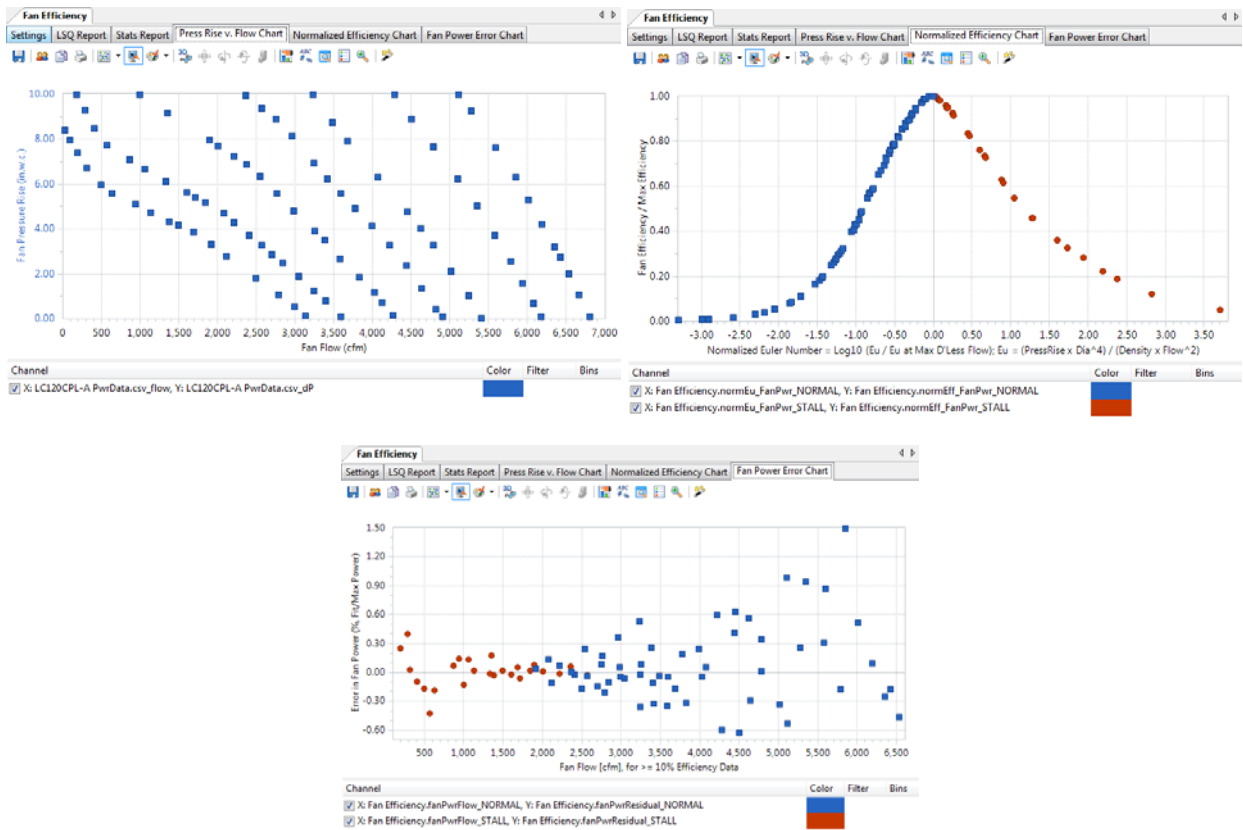 Fan Efficiency
Settings LSQ Report Stats Report Press Rise v. Flow Chart Normalized Efficiency Chart Fan Power Error Chart
ABC
10.00
8.00
6.00
4.00
2.00
0.00
Fan Pressure Rise (in.w.c.)
0 500 1,000 1,500 2,000 2,500 3,000 3,500 4,000 4,500 5,000 5,500 6,000 6,500 7,000
Fan Flow (cfm)
Channel Color Filter Bins
X: LC120CPL-A PwrData.csv_flow, Y: LC120CPL-A PwrData.csv_dP
Fan Efficiency
Settings LSQ Report Stats Report Press Rise v. Flow Chart Normalized Efficiency Chart Fan Power Error Chart
ABC
1.00
0.80
0.60
0.40
0.20
0.00
Fan Efficiency / Max Efficiency
-3.00 -2.50 -2.00 -1.50 -1.00 -0.50 0.00 0.50 1.00 1.50 2.00 2.50 3.00 3.50
Normalized Euler Number = Log10 (Eu / Eu at Max D'Less Flow); Eu = (PressRise x Dia^4) / (Density x Flow^2)
Channel Color Filter Bins
X: Fan Efficiency.normEu_FanPwr_NORMAL, Y: Fan Efficiency.normEff_FanPwr_NORMAL
X: Fan Efficiency.normEu_FanPwr_STALL, Y: Fan Efficiency.normEff_FanPwr_STALL
Fan Efficiency
Settings LSQ Report Stats Report Press Rise v. Flow Chart Normalized Efficiency Chart Fan Power Error Chart
ABC
1.50
1.20
0.90
0.60
0.30
0.00
-0.30
-0.60
Error in Fan Power (%, Fit/Max Power)
500 1,000 1,500 2,000 2,500 3,000 3,500 4,000 4,500 5,000 5,500 6,000 6,500
Fan Flow [cfm], for >= 10% Efficiency Data
Channel Color Filter Bins
X: Fan Efficiency.fanPwrFlow_NORMAL, Y: Fan Efficiency.fanPwrResidual_NORMAL
X: Fan Efficiency.fanPwrFlow_STALL, Y: Fan Efficiency.fanPwrResidual_STALL